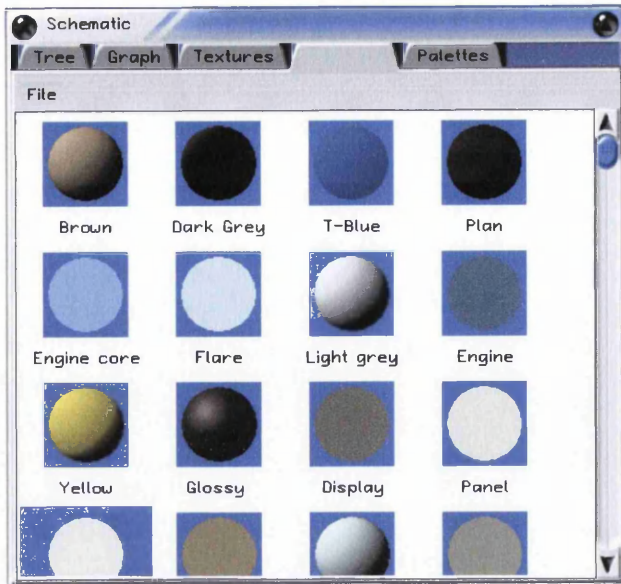 Schematic
Tree Graph Textures Palettes
File
Brown Dark Grey T-Blue Plan
Engine core Flare Light grey Engine
Yellow Glossy Display Panel